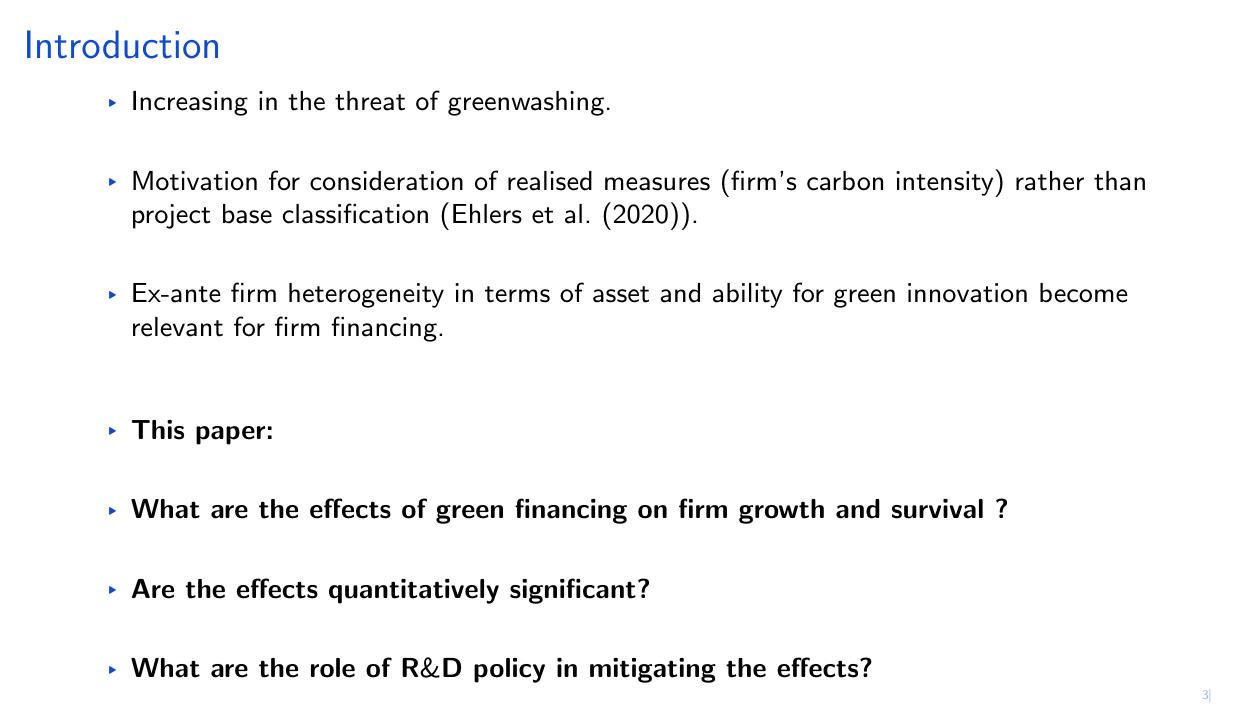 Introduction
Increasing in the threat of greenwashing.
Motivation for consideration of realised measures (firm's carbon intensity) rather than
project base classification (Ehlers et al. (2020)).
Ex-ante firm heterogeneity in terms of asset and ability for green innovation become
relevant for firm financing.
This paper:
What are the effects of green financing on firm growth and survival ?
Are the effects quantitatively significant?
What are the role of R&D policy in mitigating the effects?
3|